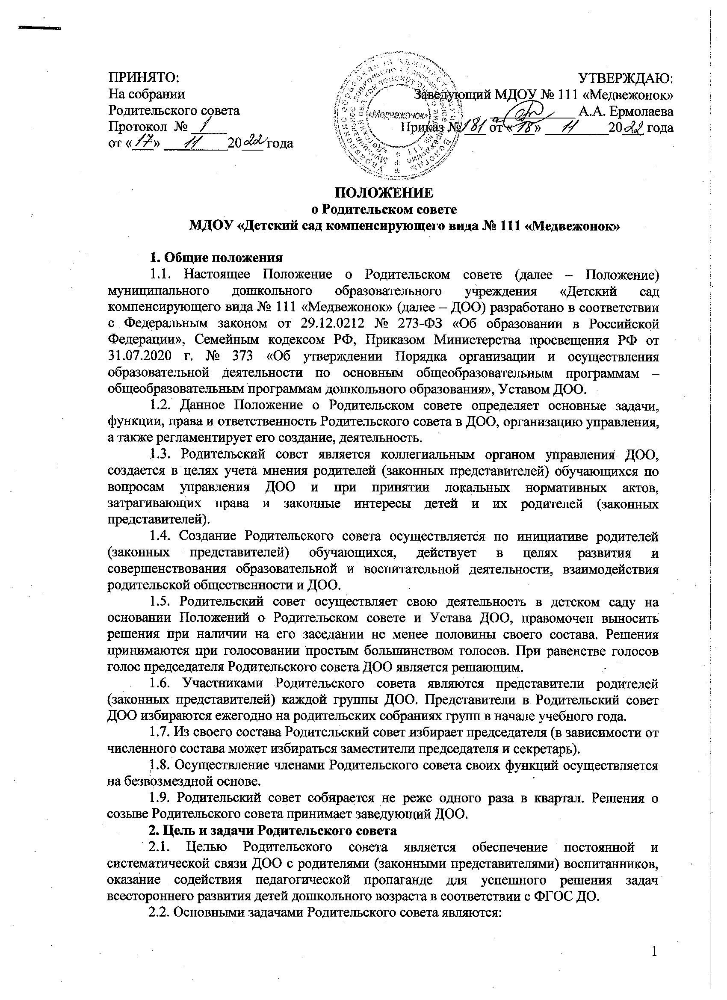 ПРИНЯТО:
На собрании
Родительского совета
Протокол № 1
от «17» 11 2022 года
УТВЕРЖДАЮ:
Заведующий МДОУ № 111 «Медвежонок»
А.А. Ермолаева
Приказ № 181 от «18» 11 2022 года
«Медвежонок»
ПОЛОЖЕНИЕ
о Родительском совете
МДОУ «Детский сад компенсирующего вида № 111 «Медвежонок»
1. Общие положения
1.1. Настоящее Положение о Родительском совете (далее – Положение)
муниципального дошкольного образовательного учреждения «Детский сад
компенсирующего вида № 111 «Медвежонок» (далее – ДОО) разработано в соответствии
с Федеральным законом от 29.12.0212 № 273-ФЗ «Об образовании в Российской
Федерации», Семейным кодексом РФ, Приказом Министерства просвещения РФ от
31.07.2020 г. № 373 «Об утверждении Порядка организации и осуществления
образовательной деятельности по основным общеобразовательным программам –
общеобразовательным программам дошкольного образования», Уставом ДОО.
1.2. Данное Положение о Родительском совете определяет основные задачи,
функции, права и ответственность Родительского совета в ДОО, организацию управления,
а также регламентирует его создание, деятельность.
1.3. Родительский совет является коллегиальным органом управления ДОО,
создается в целях учета мнения родителей (законных представителей) обучающихся по
вопросам управления ДОО и при принятии локальных нормативных актов,
затрагивающих права и законные интересы детей и их родителей (законных
представителей).
1.4. Создание Родительского совета осуществляется по инициативе родителей
(законных представителей) обучающихся, действует в целях развития и
совершенствования образовательной и воспитательной деятельности, взаимодействия
родительской общественности и ДОО.
1.5. Родительский совет осуществляет свою деятельность в детском саду на
основании Положений о Родительском совете и Устава ДОО, правомочен выносить
решения при наличии на его заседании не менее половины своего состава. Решения
принимаются при голосовании простым большинством голосов. При равенстве голосов
голос председателя Родительского совета ДОО является решающим.
1.6. Участниками Родительского совета являются представители родителей
(законных представителей) каждой группы ДОО. Представители в Родительский совет
ДОО избираются ежегодно на родительских собраниях групп в начале учебного года.
1.7. Из своего состава Родительский совет избирает председателя (в зависимости от
численного состава может избираться заместители председателя и секретарь).
1.8. Осуществление членами Родительского совета своих функций осуществляется
на безвозмездной основе.
1.9. Родительский совет собирается не реже одного раза в квартал. Решения о
созыве Родительского совета принимает заведующий ДОО.
2. Цель и задачи Родительского совета
2.1. Целью Родительского совета является обеспечение постоянной и
систематической связи ДОО с родителями (законными представителями) воспитанников,
оказание содействия педагогической пропаганде для успешного решения задач
всестороннего развития детей дошкольного возраста в соответствии с ФГОС ДО.
2.2. Основными задачами Родительского совета являются:
1